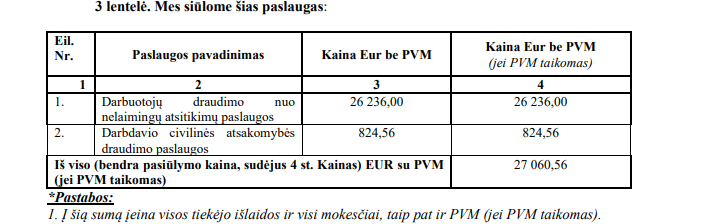 3 lentelė. Mes siūlome šias paslaugas:
Eil. Nr. Paslaugos pavadinimas Kaina Eur be PVM Kaina Eur be PVM (jei PVM taikomas)
1 2 3 4
1. Darbuotojų draudimo nuo 26 236,00 26 236,00
nelaimingų atsitikimų paslaugos
2. Darbdavio civilinės atsakomybės 824,56 824,56
draudimo paslaugos
Iš viso (bendra pasiūlymo kaina, sudėjus 4 st. Kainas) EUR su PVM 27 060,56
(jei PVM taikomas)
*Pastabos:
1. Į šią sumą įeina visos tiekėjo išlaidos ir visi mokesčiai, taip pat ir PVM (jei PVM taikomas).